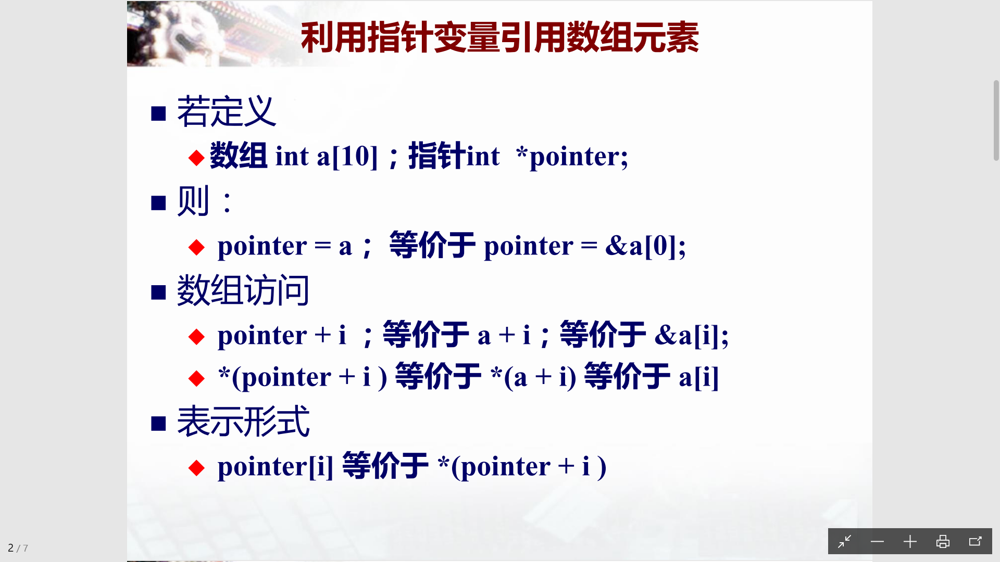 利用指针变量引用数组元素
若定义
数组 int a[10]；指针int  *pointer;
则：
pointer = a； 等价于 pointer = &a[0];
数组访问
pointer + i ；等价于 a + i；等价于 &a[i];
*(pointer + i ) 等价于 *(a + i) 等价于 a[i]
表示形式
pointer[i] 等价于 *(pointer + i )
2 / 7